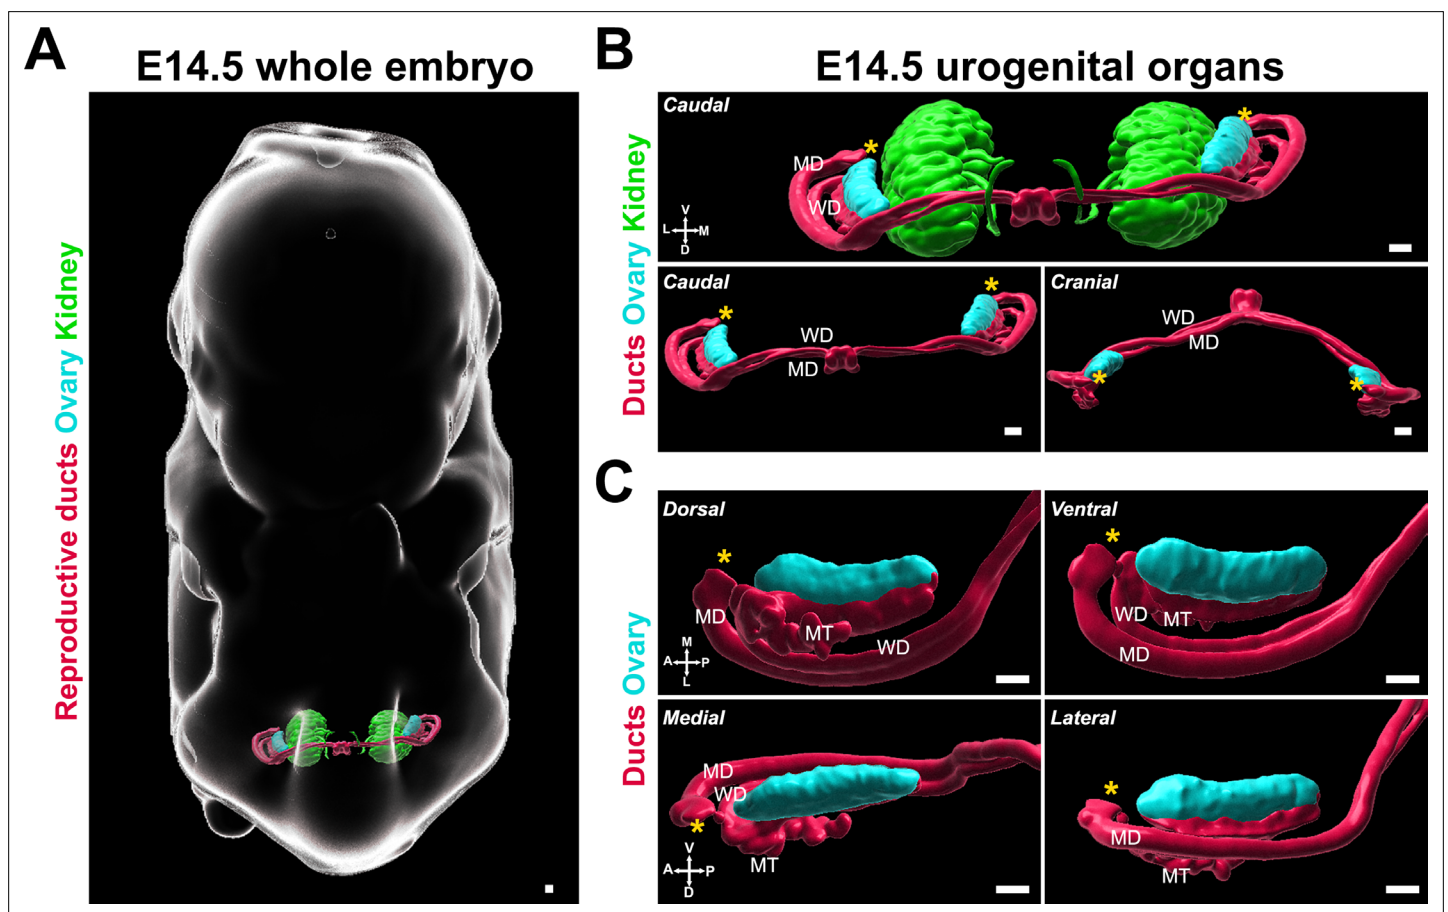 A
E14.5 whole embryo
Reproductive ducts Ovary Kidney
B
E14.5 urogenital organs
Ducts Ovary Kidney
Caudal
*
*
MD
WD
V
L M
D
Caudal
*
*
WD
MD
Cranial
WD
MD
*
*
C
Ducts Ovary
Dorsal
*
MD
MT
WD
M
A P
L
Ventral
*
WD
MT
MD
Medial
MD
WD
*
MT
V
A P
D
Lateral
*
MD
MT